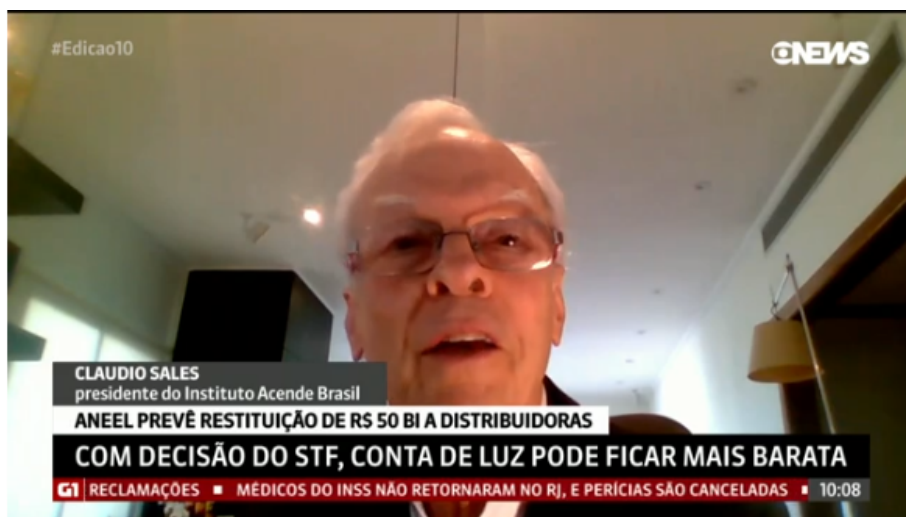 #Edicao10
GNEWS
CLAUDIO SALES
presidente do Instituto Acende Brasil
ANEEL PREVÊ RESTITUIÇÃO DE R$ 50 BI A DISTRIBUIDORAS
COM DECISÃO DO STF, CONTA DE LUZ PODE FICAR MAIS BARATA
G1 RECLAMAÇÕES ▪ MÉDICOS DO INSS NÃO RETORNARAM NO RJ, E PERÍCIAS SÃO CANCELADAS ▪ 10:08